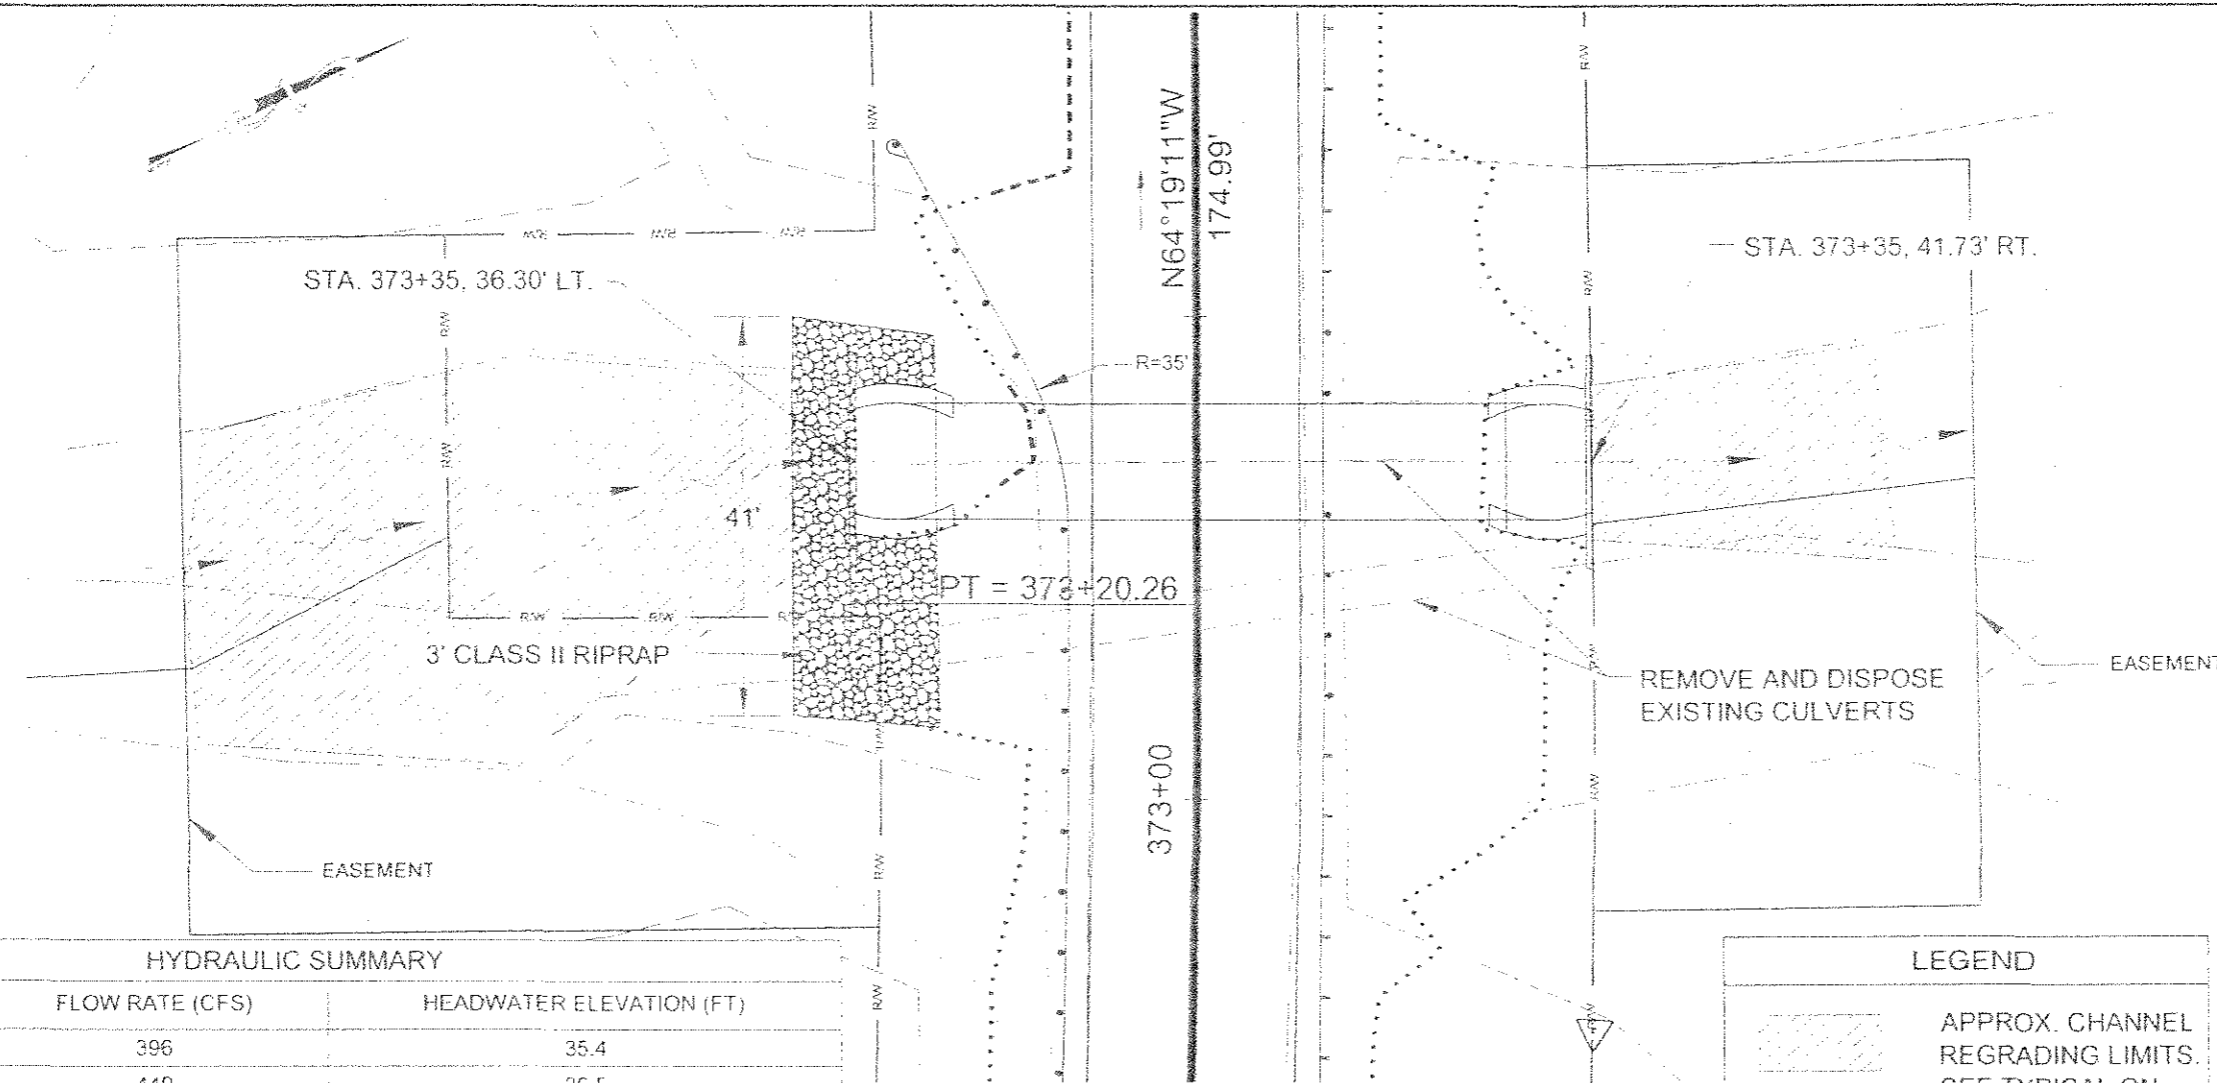 N64°19'11"W
174.99'
STA. 373+35, 36.30' LT.
STA. 373+35, 41.73' RT.
R=35'
41'
PT = 373+20.26
3' CLASS II RIPRAP
REMOVE AND DISPOSE
EXISTING CULVERTS
EASEMENT
373+00
EASEMENT
R/W
R/W
R/W
R/W
R/W
R/W
R/W
R/W
R/W
R/W
R/W
R/W
R/W
R/W
HYDRAULIC SUMMARY
FLOW RATE (CFS) HEADWATER ELEVATION (FT)
396 35.4
LEGEND
APPROX. CHANNEL
REGRADING LIMITS.